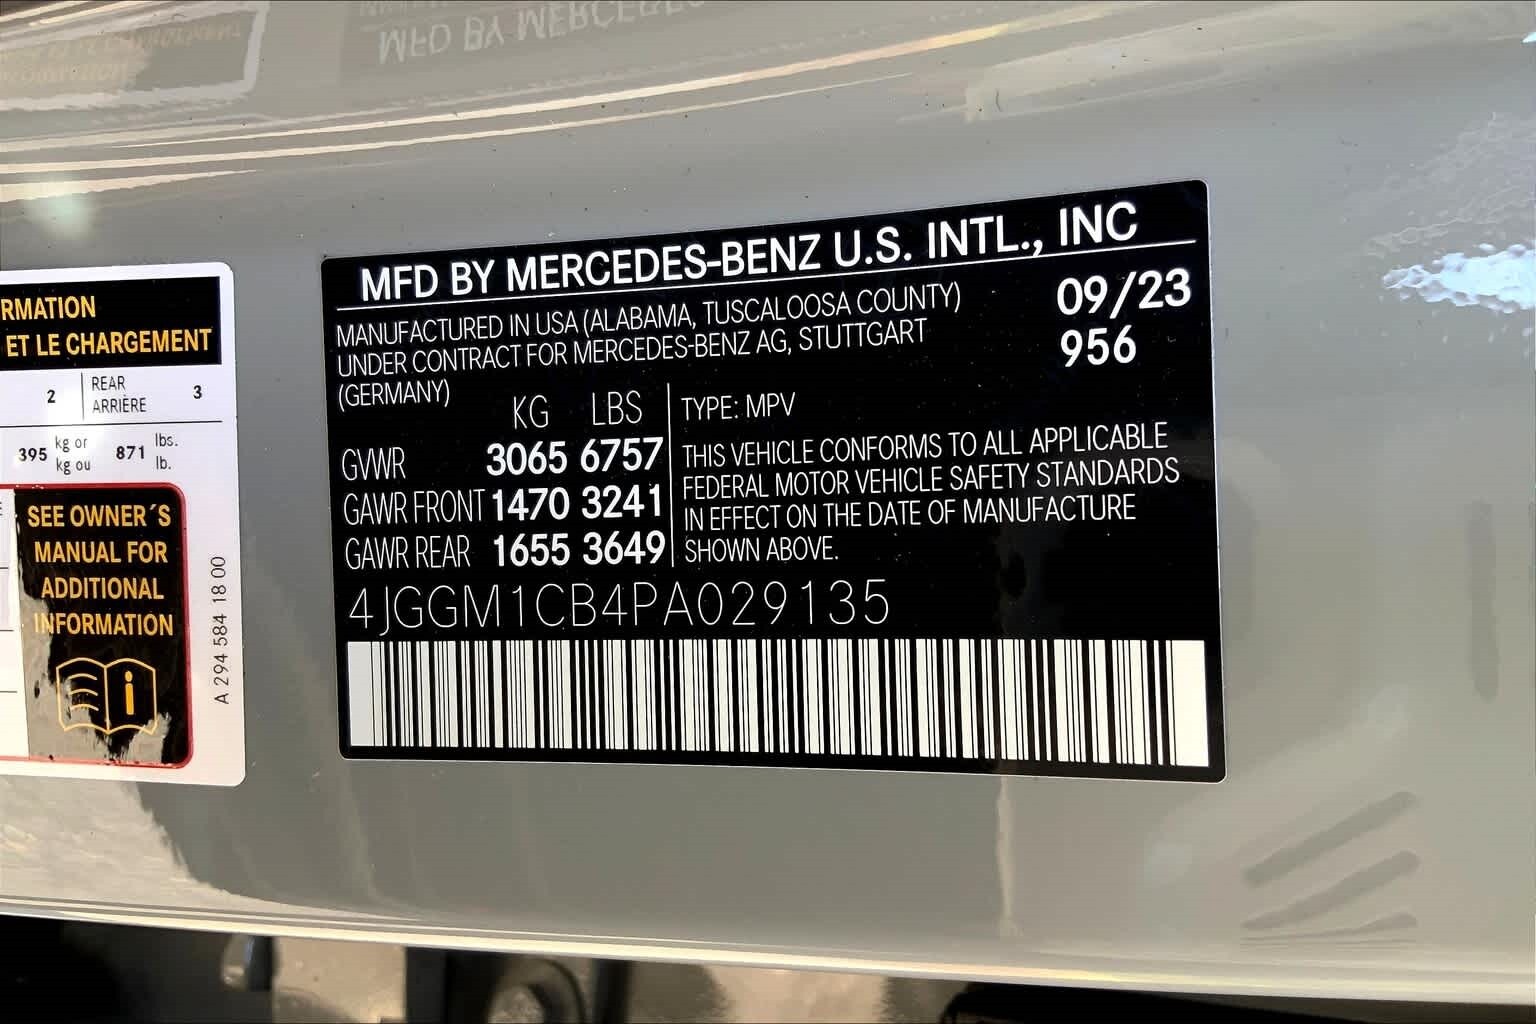 MFD BY MERCEDES
RMATION
ET LE CHARGEMENT
2 REAR ARRIÈRE 3
395 kg or kg ou 871 lbs. lb.
SEE OWNER´S
MANUAL FOR
ADDITIONAL
INFORMATION
i
A 294 584 18 00
MFD BY MERCEDES-BENZ U.S. INTL., INC
MANUFACTURED IN USA (ALABAMA, TUSCALOOSA COUNTY)
UNDER CONTRACT FOR MERCEDES-BENZ AG, STUTTGART
(GERMANY)
09/23
956
KG LBS
GVWR 3065 6757
GAWR FRONT 1470 3241
GAWR REAR 1655 3649
TYPE: MPV
THIS VEHICLE CONFORMS TO ALL APPLICABLE
FEDERAL MOTOR VEHICLE SAFETY STANDARDS
IN EFFECT ON THE DATE OF MANUFACTURE
SHOWN ABOVE.
4JGGM1CB4PA029135